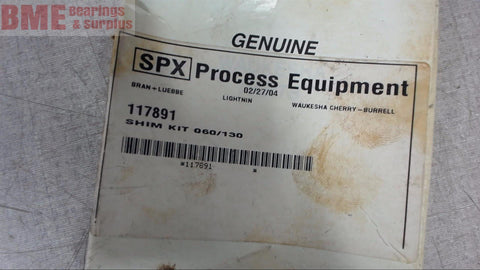 BME Bearings
& Surplus
GENUINE
SPX Process Equipment
BRAN+LUEBBE 02/27/04
LIGHTNIN WAUKESHA CHERRY-BURRELL
117891
SHIM KIT 060/130
*117891 *